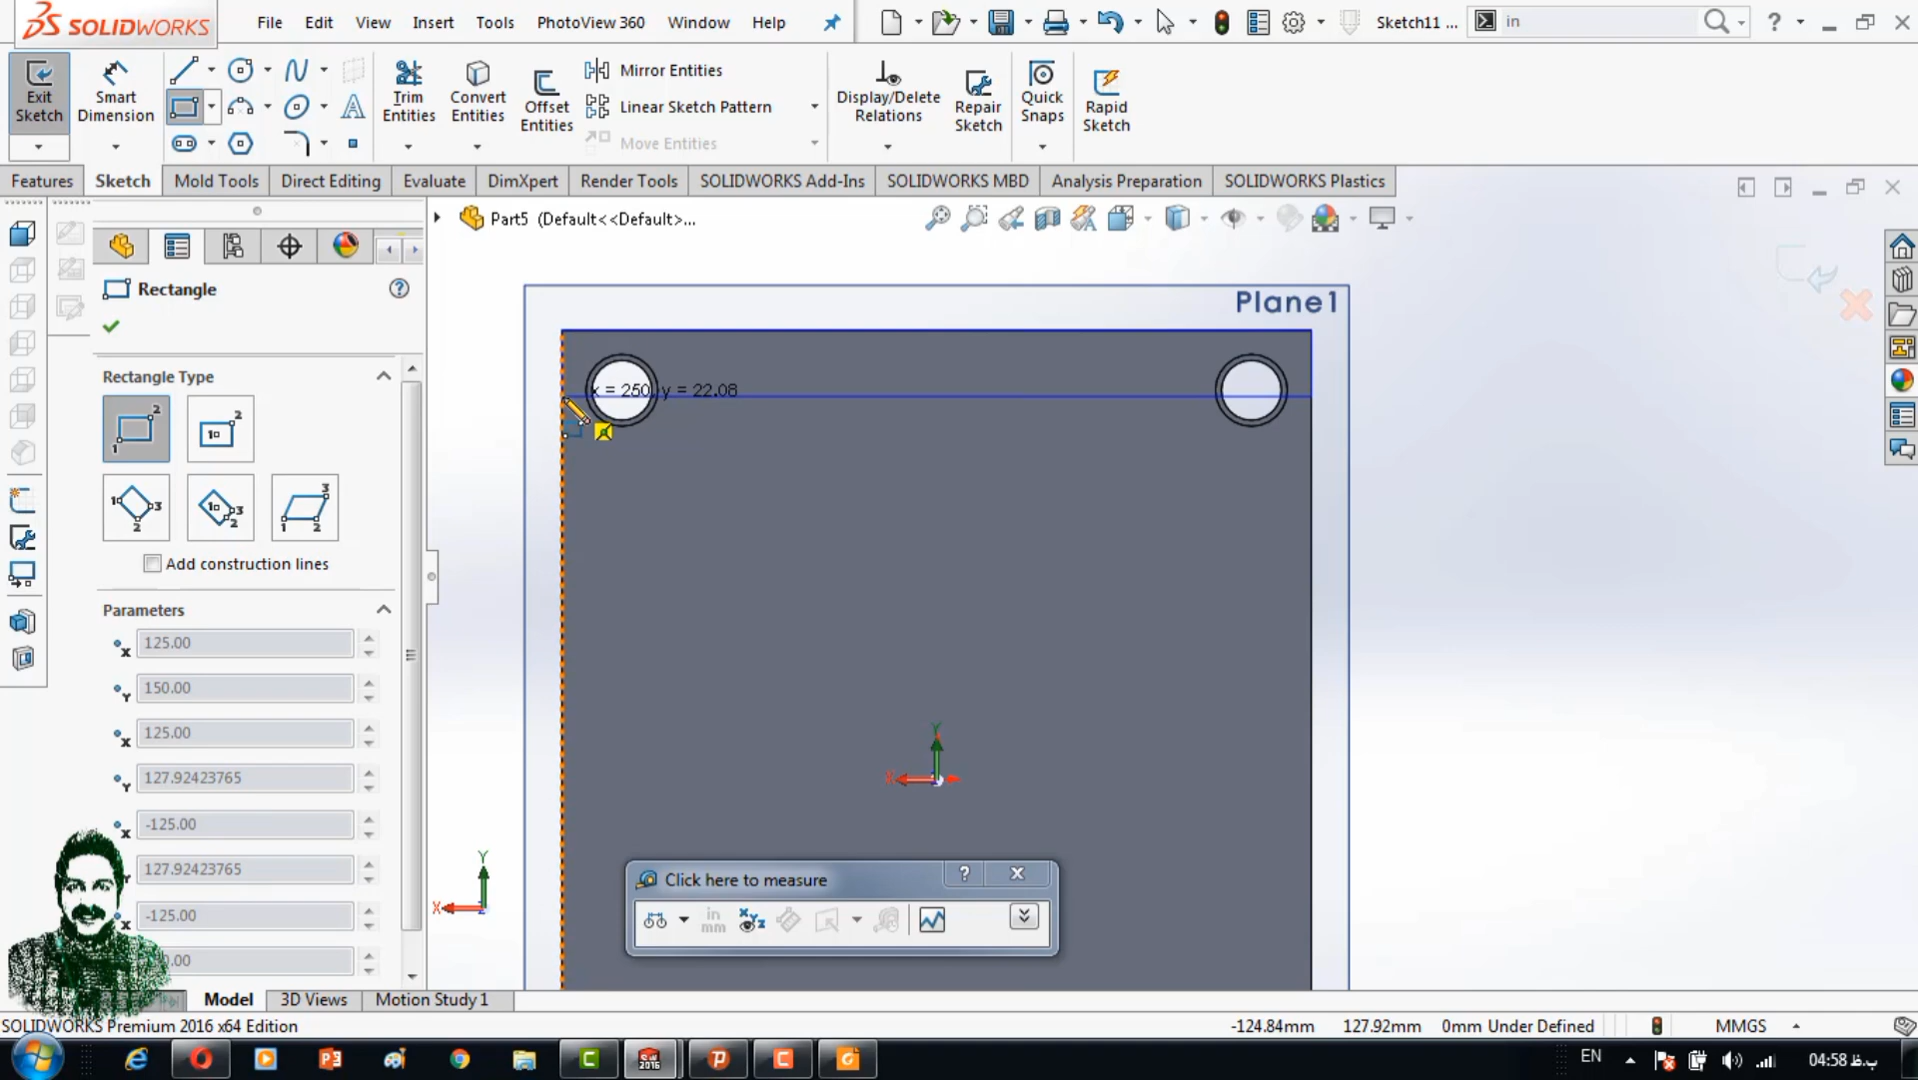 SOLIDWORKS
File Edit View Insert Tools PhotoView 360 Window Help
Sketch11 ...
in
Exit Sketch
Smart Dimension
Trim Entities
Convert Entities
Offset Entities
Mirror Entities
Linear Sketch Pattern
Move Entities
Display/Delete Relations
Repair Sketch
Quick Snaps
Rapid Sketch
Features Sketch Mold Tools Direct Editing Evaluate DimXpert Render Tools SOLIDWORKS Add-Ins SOLIDWORKS MBD Analysis Preparation SOLIDWORKS Plastics
Part5 (Default<<Default>...
Rectangle
Plane1
Rectangle Type
x = 250, y = 22.08
Add construction lines
Parameters
125.00
150.00
125.00
127.92423765
-125.00
127.92423765
-125.00
Click here to measure
in
mm
Model 3D Views Motion Study 1
SOLIDWORKS Premium 2016 x64 Edition
-124.84mm 127.92mm 0mm Under Defined MMGS
EN
04:58 ب.ظ